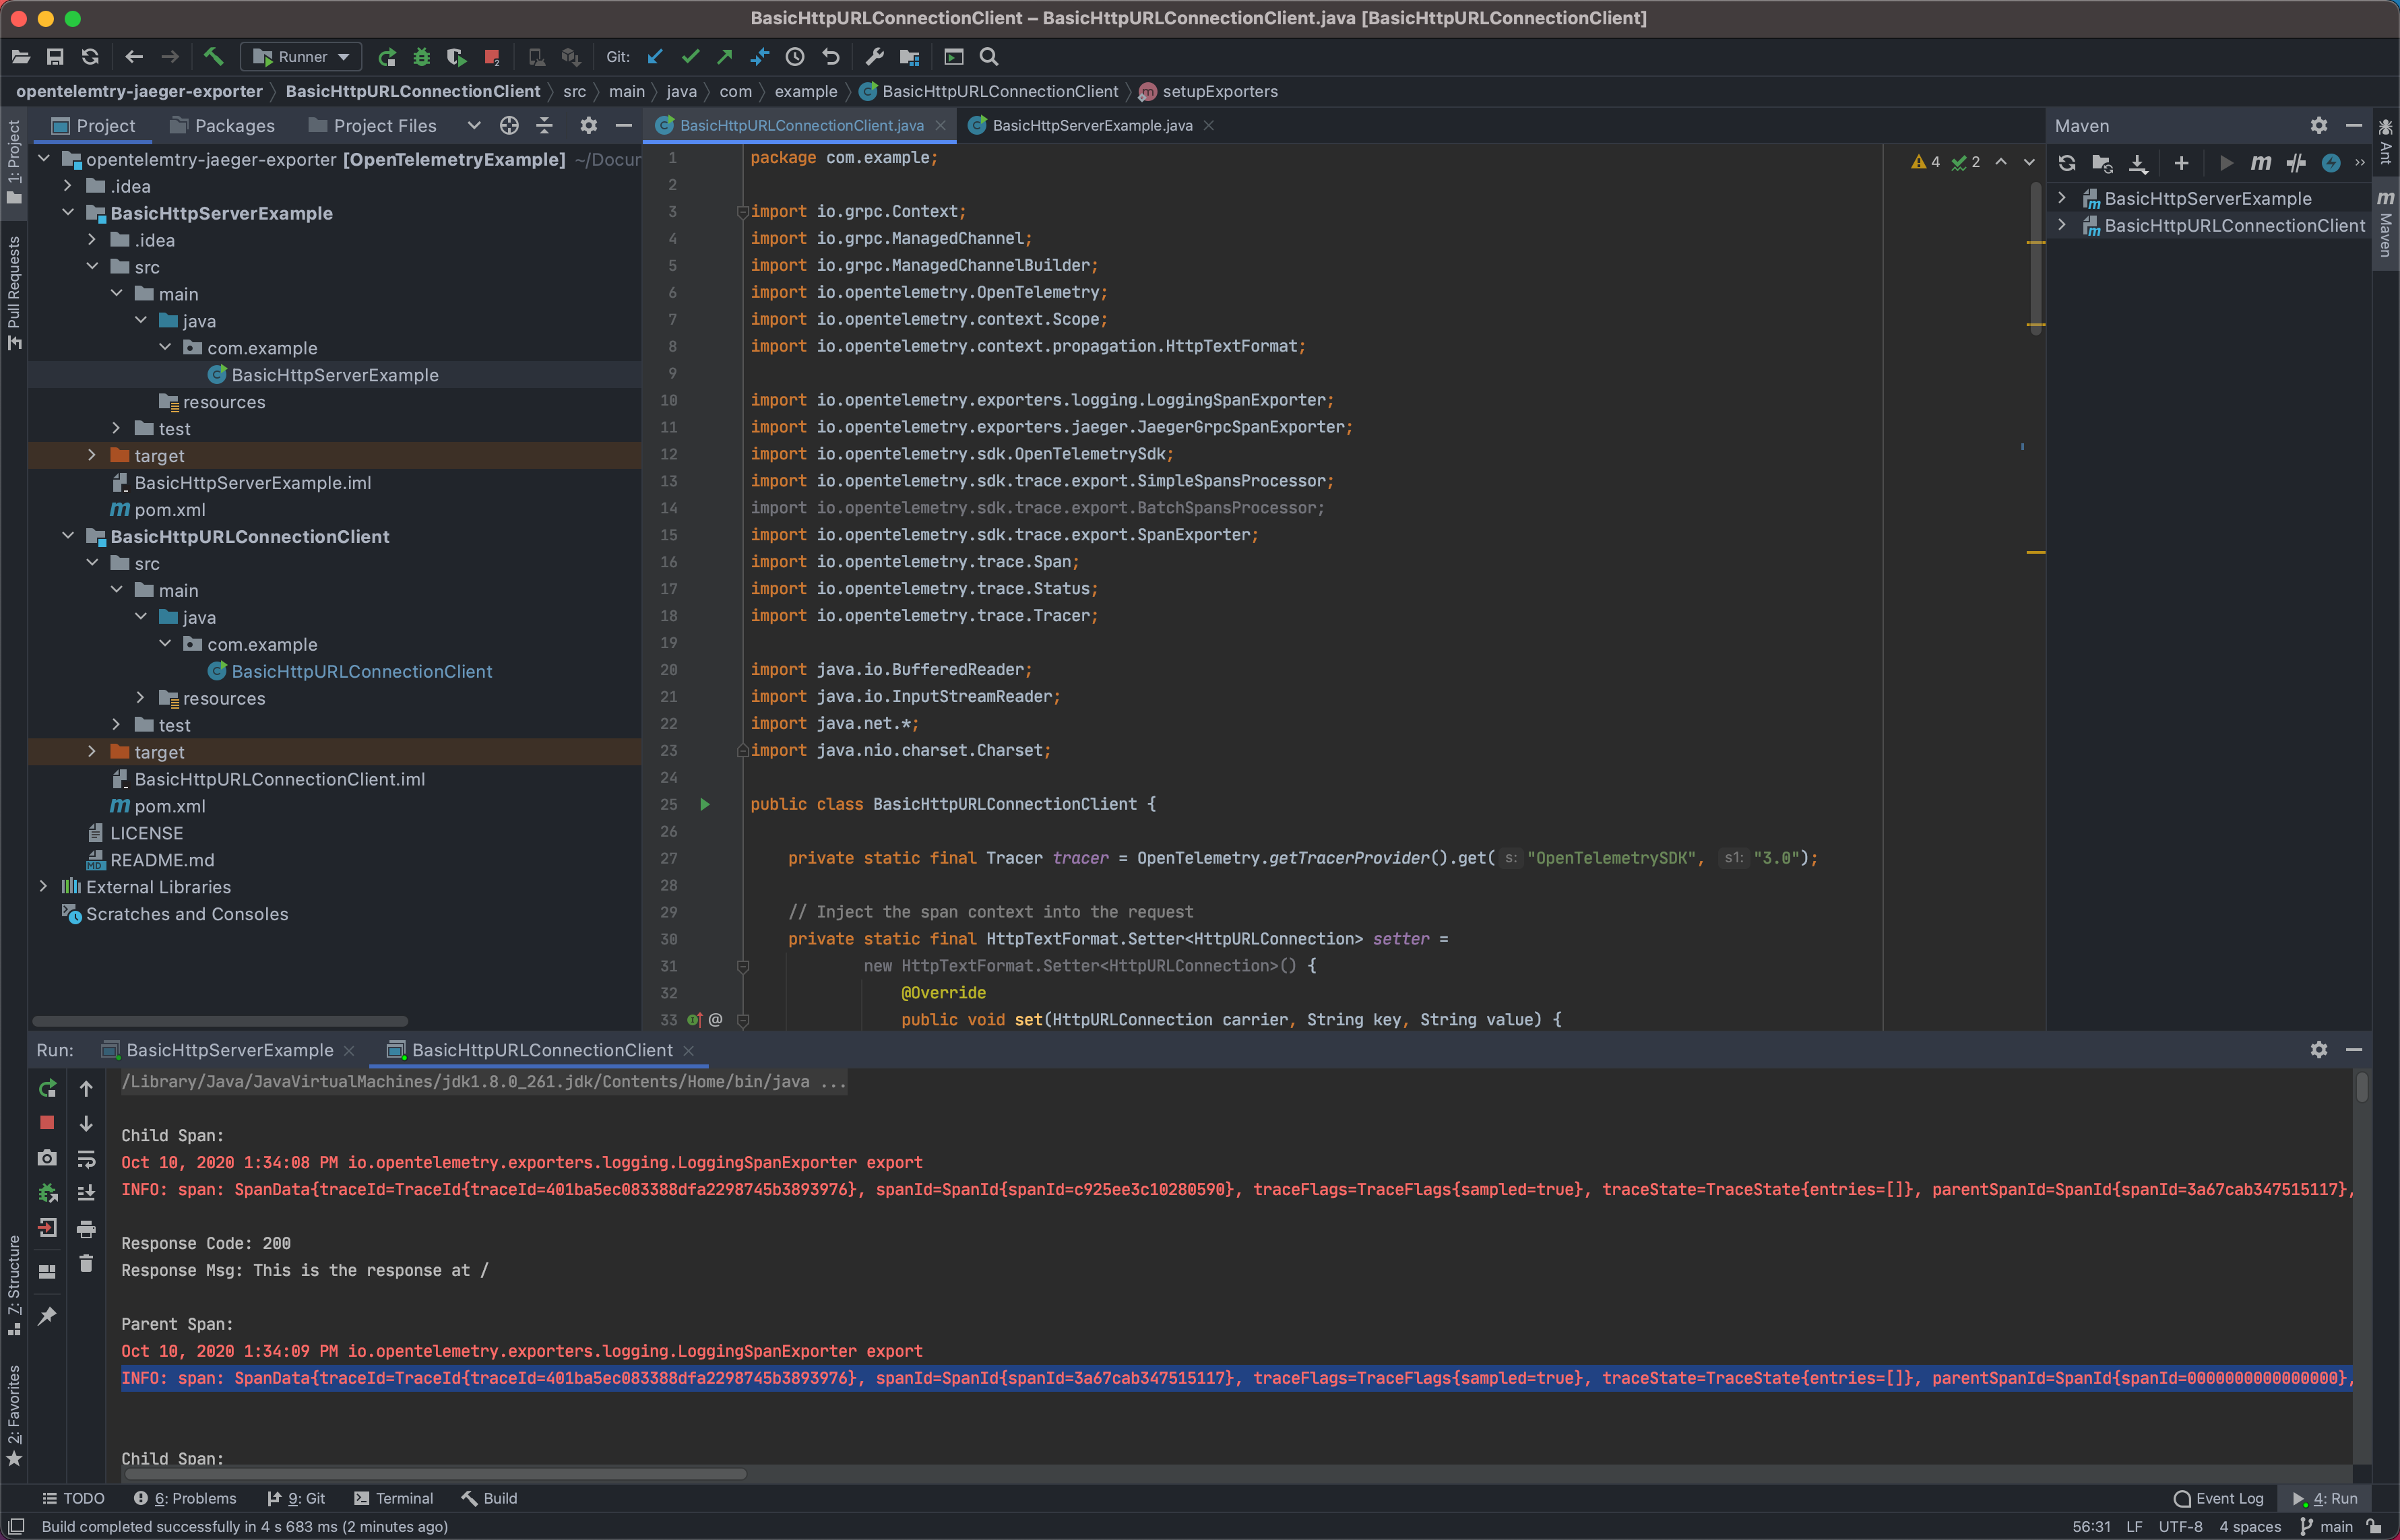 BasicHttpURLConnectionClient – BasicHttpURLConnectionClient.java [BasicHttpURLConnectionClient]
Runner
2
Git:
opentelemtry-jaeger-exporter
BasicHttpURLConnectionClient
src
main
java
com
example
BasicHttpURLConnectionClient
setupExporters
1: Project
Pull Requests
7: Structure
2: Favorites
Project
Packages
Project Files
opentelemtry-jaeger-exporter [OpenTelemetryExample] ~/Docu
.idea
BasicHttpServerExample
.idea
src
main
java
com.example
BasicHttpServerExample
resources
test
target
BasicHttpServerExample.iml
pom.xml
BasicHttpURLConnectionClient
src
main
java
com.example
BasicHttpURLConnectionClient
resources
test
target
BasicHttpURLConnectionClient.iml
pom.xml
LICENSE
README.md
External Libraries
Scratches and Consoles
BasicHttpURLConnectionClient.java
BasicHttpServerExample.java
4 2
1 package com.example;
2
3 import io.grpc.Context;
4 import io.grpc.ManagedChannel;
5 import io.grpc.ManagedChannelBuilder;
6 import io.opentelemetry.OpenTelemetry;
7 import io.opentelemetry.context.Scope;
8 import io.opentelemetry.context.propagation.HttpTextFormat;
9
10 import io.opentelemetry.exporters.logging.LoggingSpanExporter;
11 import io.opentelemetry.exporters.jaeger.JaegerGrpcSpanExporter;
12 import io.opentelemetry.sdk.OpenTelemetrySdk;
13 import io.opentelemetry.sdk.trace.export.SimpleSpansProcessor;
14 import io.opentelemetry.sdk.trace.export.BatchSpansProcessor;
15 import io.opentelemetry.sdk.trace.export.SpanExporter;
16 import io.opentelemetry.trace.Span;
17 import io.opentelemetry.trace.Status;
18 import io.opentelemetry.trace.Tracer;
19
20 import java.io.BufferedReader;
21 import java.io.InputStreamReader;
22 import java.net.*;
23 import java.nio.charset.Charset;
24
25 public class BasicHttpURLConnectionClient {
26
27 private static final Tracer tracer = OpenTelemetry.getTracerProvider().get( s: "OpenTelemetrySDK", s1: "3.0");
28
29 // Inject the span context into the request
30 private static final HttpTextFormat.Setter<HttpURLConnection> setter =
31 new HttpTextFormat.Setter<HttpURLConnection>() {
32 @Override
33 @ public void set(HttpURLConnection carrier, String key, String value) {
Maven
BasicHttpServerExample
BasicHttpURLConnectionClient
Ant
Maven
Run:
BasicHttpServerExample
BasicHttpURLConnectionClient
/Library/Java/JavaVirtualMachines/jdk1.8.0_261.jdk/Contents/Home/bin/java ...
Child Span:
Oct 10, 2020 1:34:08 PM io.opentelemetry.exporters.logging.LoggingSpanExporter export
INFO: span: SpanData{traceId=TraceId{traceId=401ba5ec083388dfa2298745b3893976}, spanId=SpanId{spanId=c925ee3c10280590}, traceFlags=TraceFlags{sampled=true}, traceState=TraceState{entries=[]}, parentSpanId=SpanId{spanId=3a67cab347515117},
Response Code: 200
Response Msg: This is the response at /
Parent Span:
Oct 10, 2020 1:34:09 PM io.opentelemetry.exporters.logging.LoggingSpanExporter export
INFO: span: SpanData{traceId=TraceId{traceId=401ba5ec083388dfa2298745b3893976}, spanId=SpanId{spanId=3a67cab347515117}, traceFlags=TraceFlags{sampled=true}, traceState=TraceState{entries=[]}, parentSpanId=SpanId{spanId=0000000000000000},
Child Span:
TODO
6: Problems
9: Git
Terminal
Build
Event Log
4: Run
Build completed successfully in 4 s 683 ms (2 minutes ago)
56:31 LF UTF-8 4 spaces main